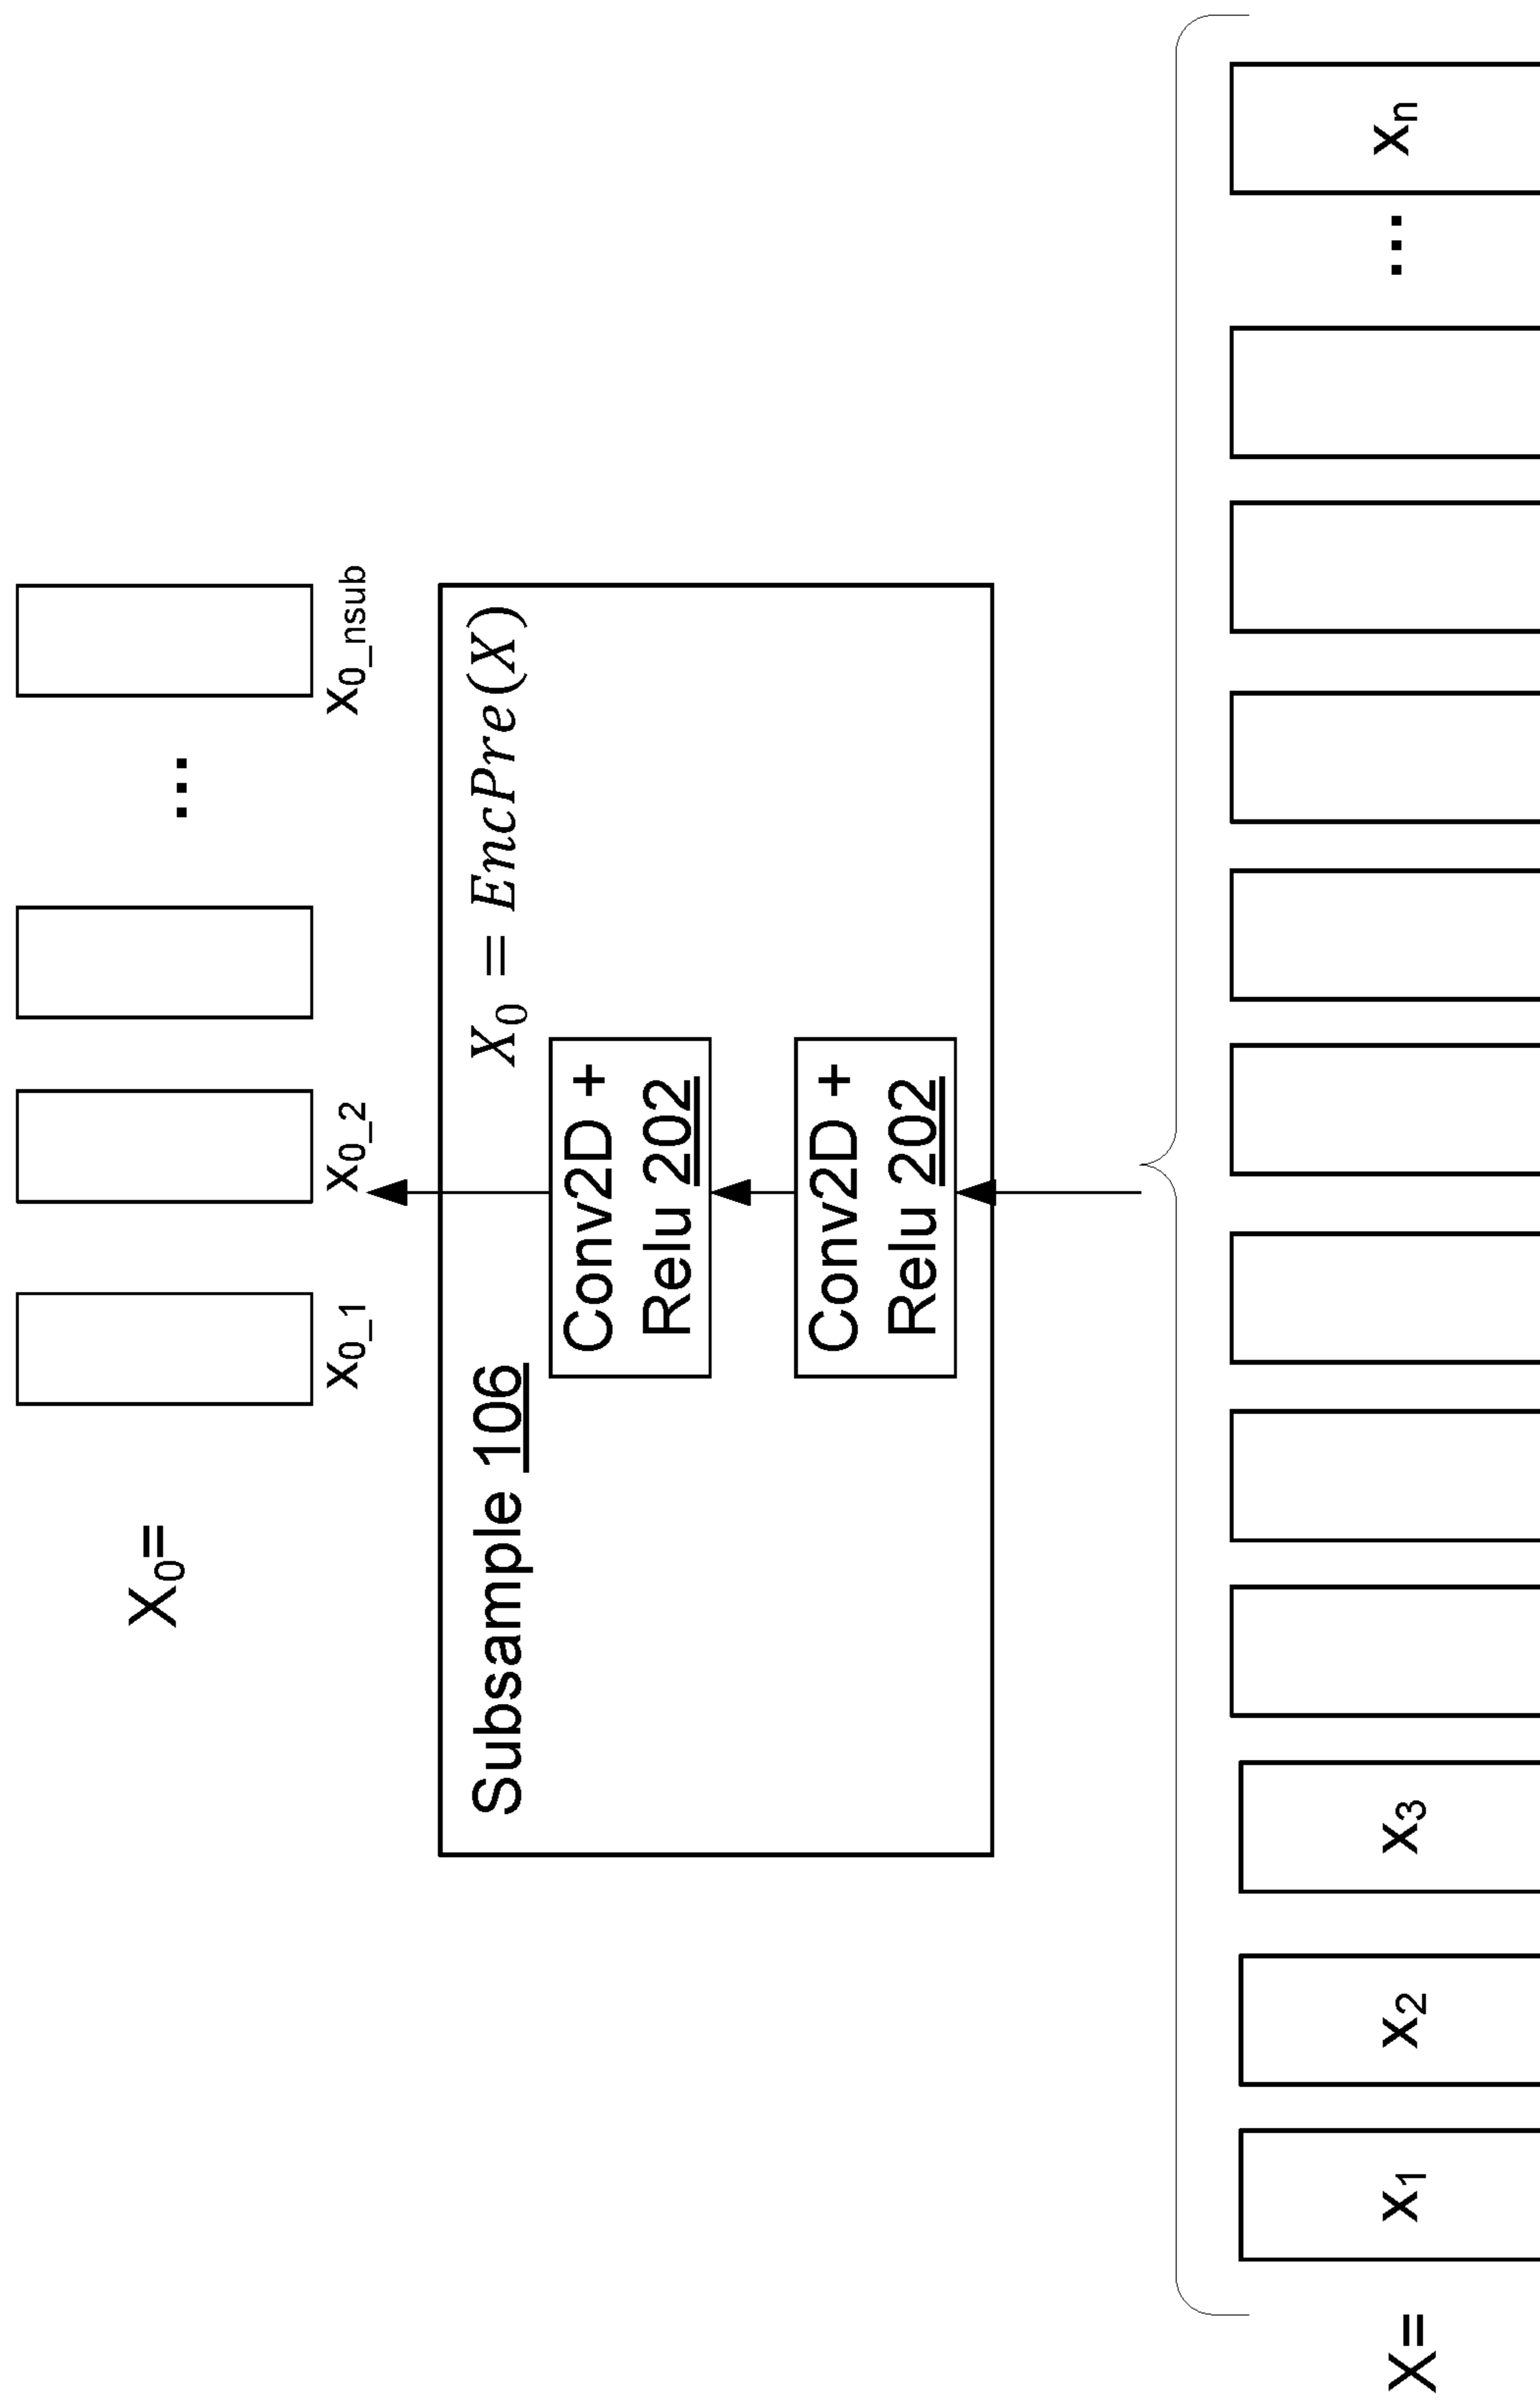 X₀=
x₀_₁
x₀_₂
...
x₀_nsub
Subsample 106
X₀ = EncPre(X)
Conv2D +
Relu 202
Conv2D +
Relu 202
X=
x₁
x₂
x₃
...
xₙ